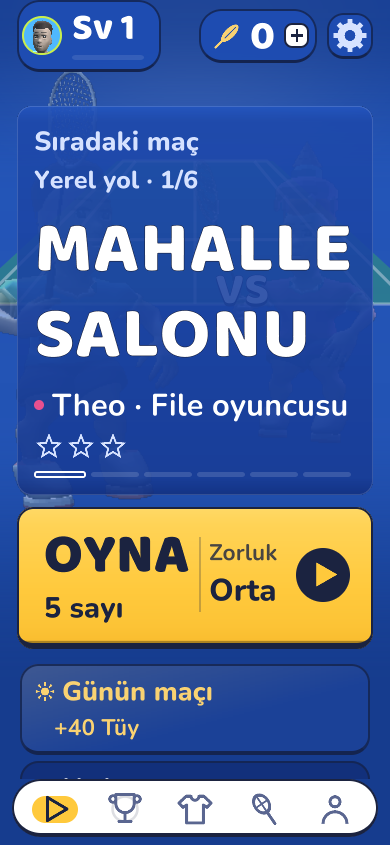 Sv 1
0
Sıradaki maç
Yerel yol · 1/6
MAHALLE
VS
SALONU
Theo · File oyuncusu
OYNA
5 sayı
Zorluk
Orta
Günün maçı
+40 Tüy